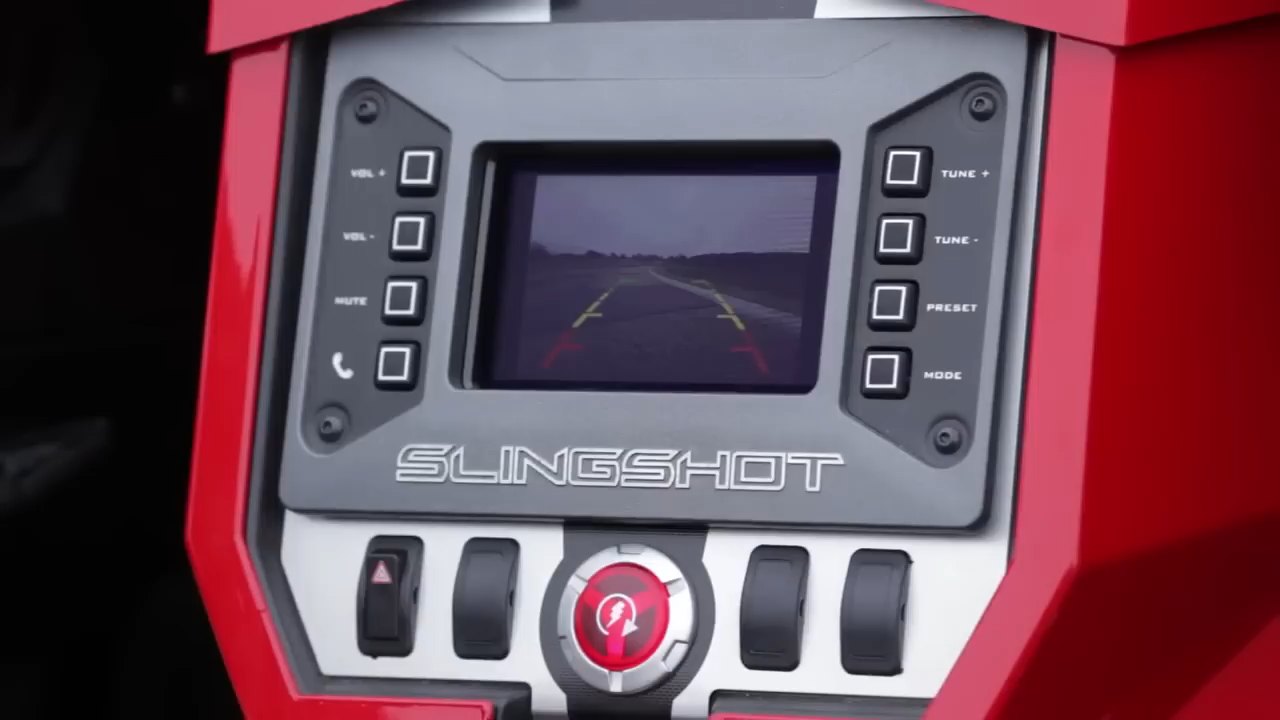 VOL +
VOL -
MUTE
TUNE +
TUNE -
PRESET
MODE
SLINGSHOT